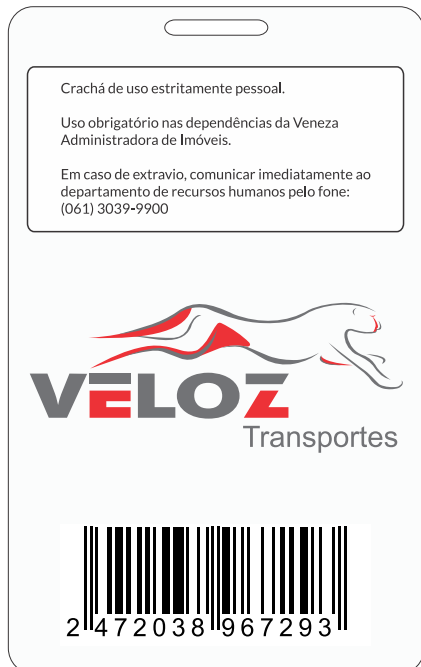 Crachá de uso estritamente pessoal.
Uso obrigatório nas dependências da Veneza
Administradora de Imóveis.
Em caso de extravio, comunicar imediatamente ao
departamento de recursos humanos pelo fone:
(061) 3039-9900
VELOZ
Transportes
2 472038 967293